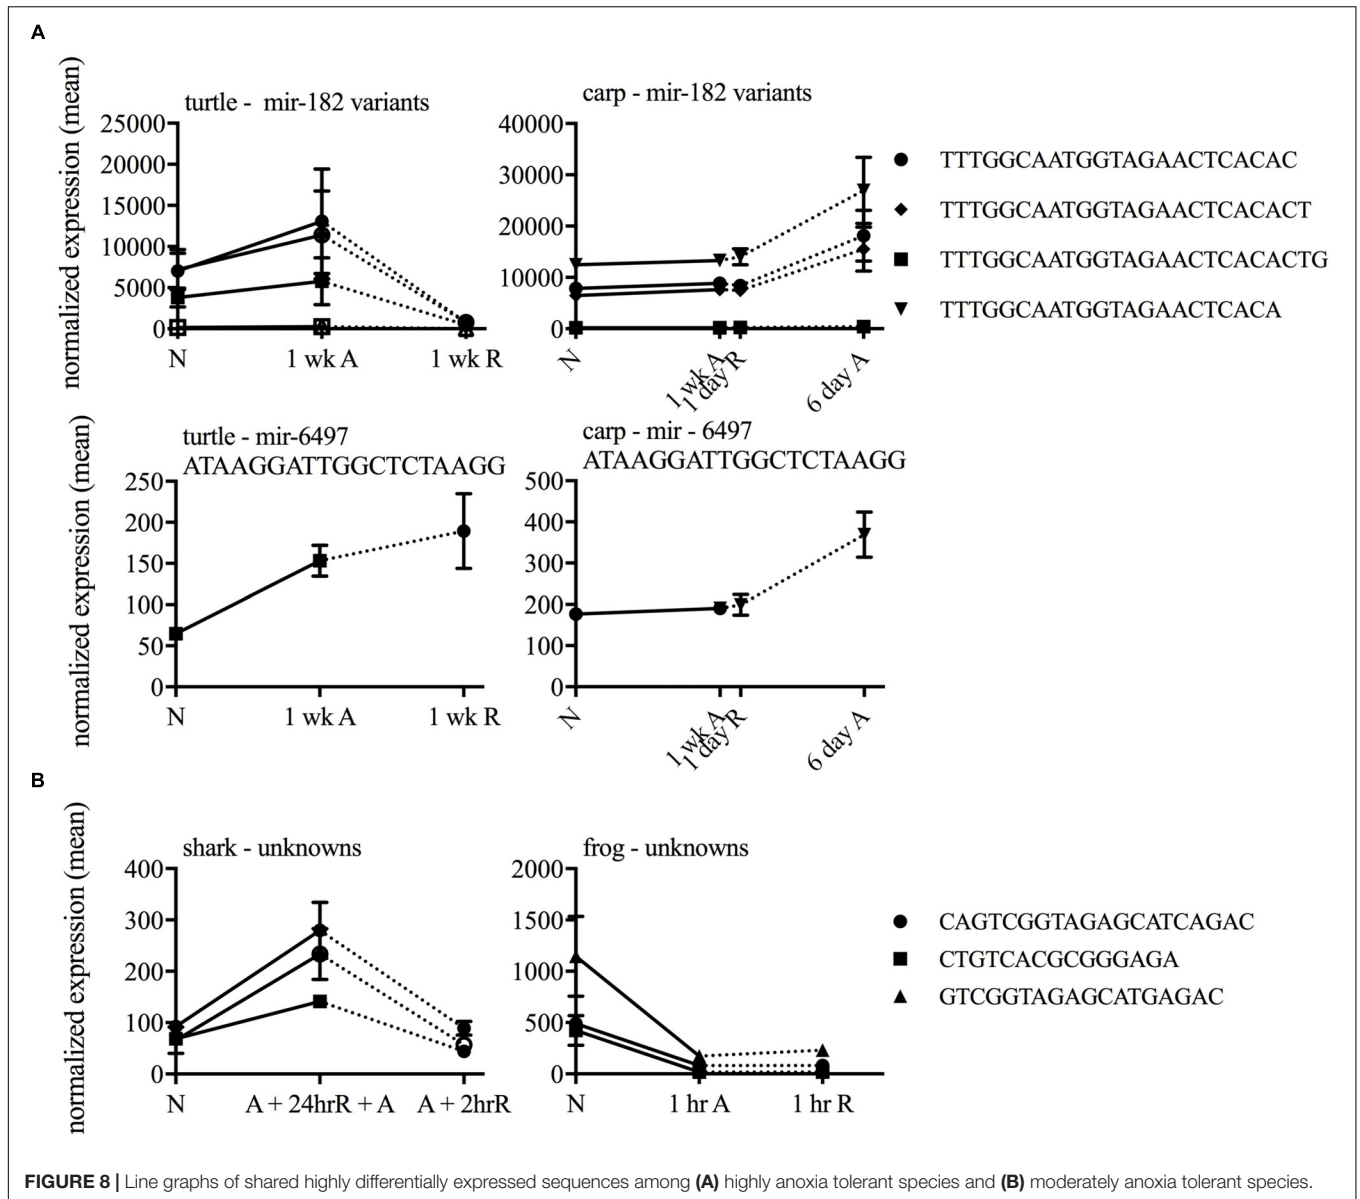 A
turtle - mir-182 variants
normalized expression (mean)
25000
20000
15000
10000
5000
0
N
1 wk A
1 wk R
carp - mir-182 variants
40000
30000
20000
10000
0
N
1 wk A
1 day R
6 day A
TTTGGCAATGGTAGAACTCACAC
TTTGGCAATGGTAGAACTCACACT
TTTGGCAATGGTAGAACTCACACTG
TTTGGCAATGGTAGAACTCACA
turtle - mir-6497
ATAAGGATTGGCTCTAAGG
normalized expression (mean)
250
200
150
100
50
0
N
1 wk A
1 wk R
carp - mir - 6497
ATAAGGATTGGCTCTAAGG
500
400
300
200
100
0
N
1 wk A
1 day R
6 day A
B
shark - unknowns
normalized expression (mean)
400
300
200
100
0
N
A + 24hrR + A
A + 2hrR
frog - unknowns
2000
1500
1000
500
0
N
1 hr A
1 hr R
CAGTCGGTAGAGCATCAGAC
CTGTCACGCGGGAGA
GTCGGTAGAGCATGAGAC
FIGURE 8 | Line graphs of shared highly differentially expressed sequences among (A) highly anoxia tolerant species and (B) moderately anoxia tolerant species.